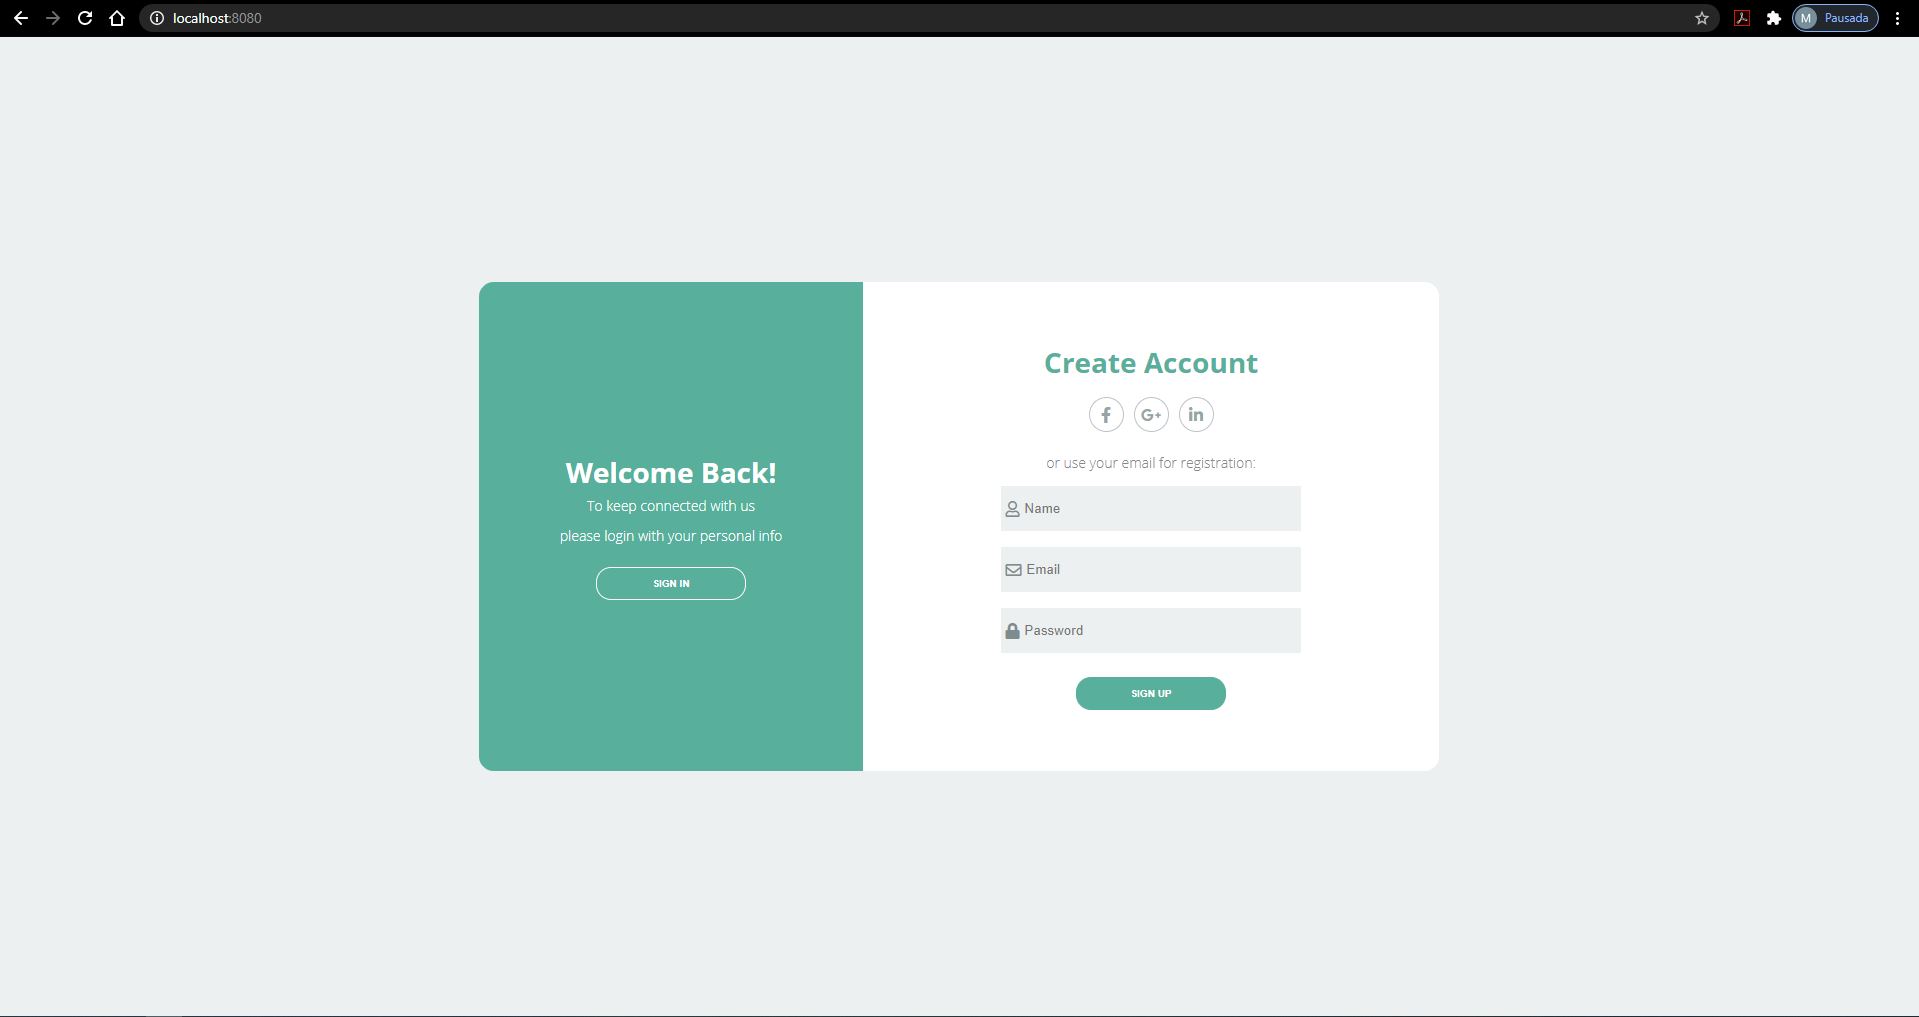 localhost:8080
M Pausada
Welcome Back!
To keep connected with us
please login with your personal info
SIGN IN
Create Account
f G+ in
or use your email for registration:
Name
Email
Password
SIGN UP